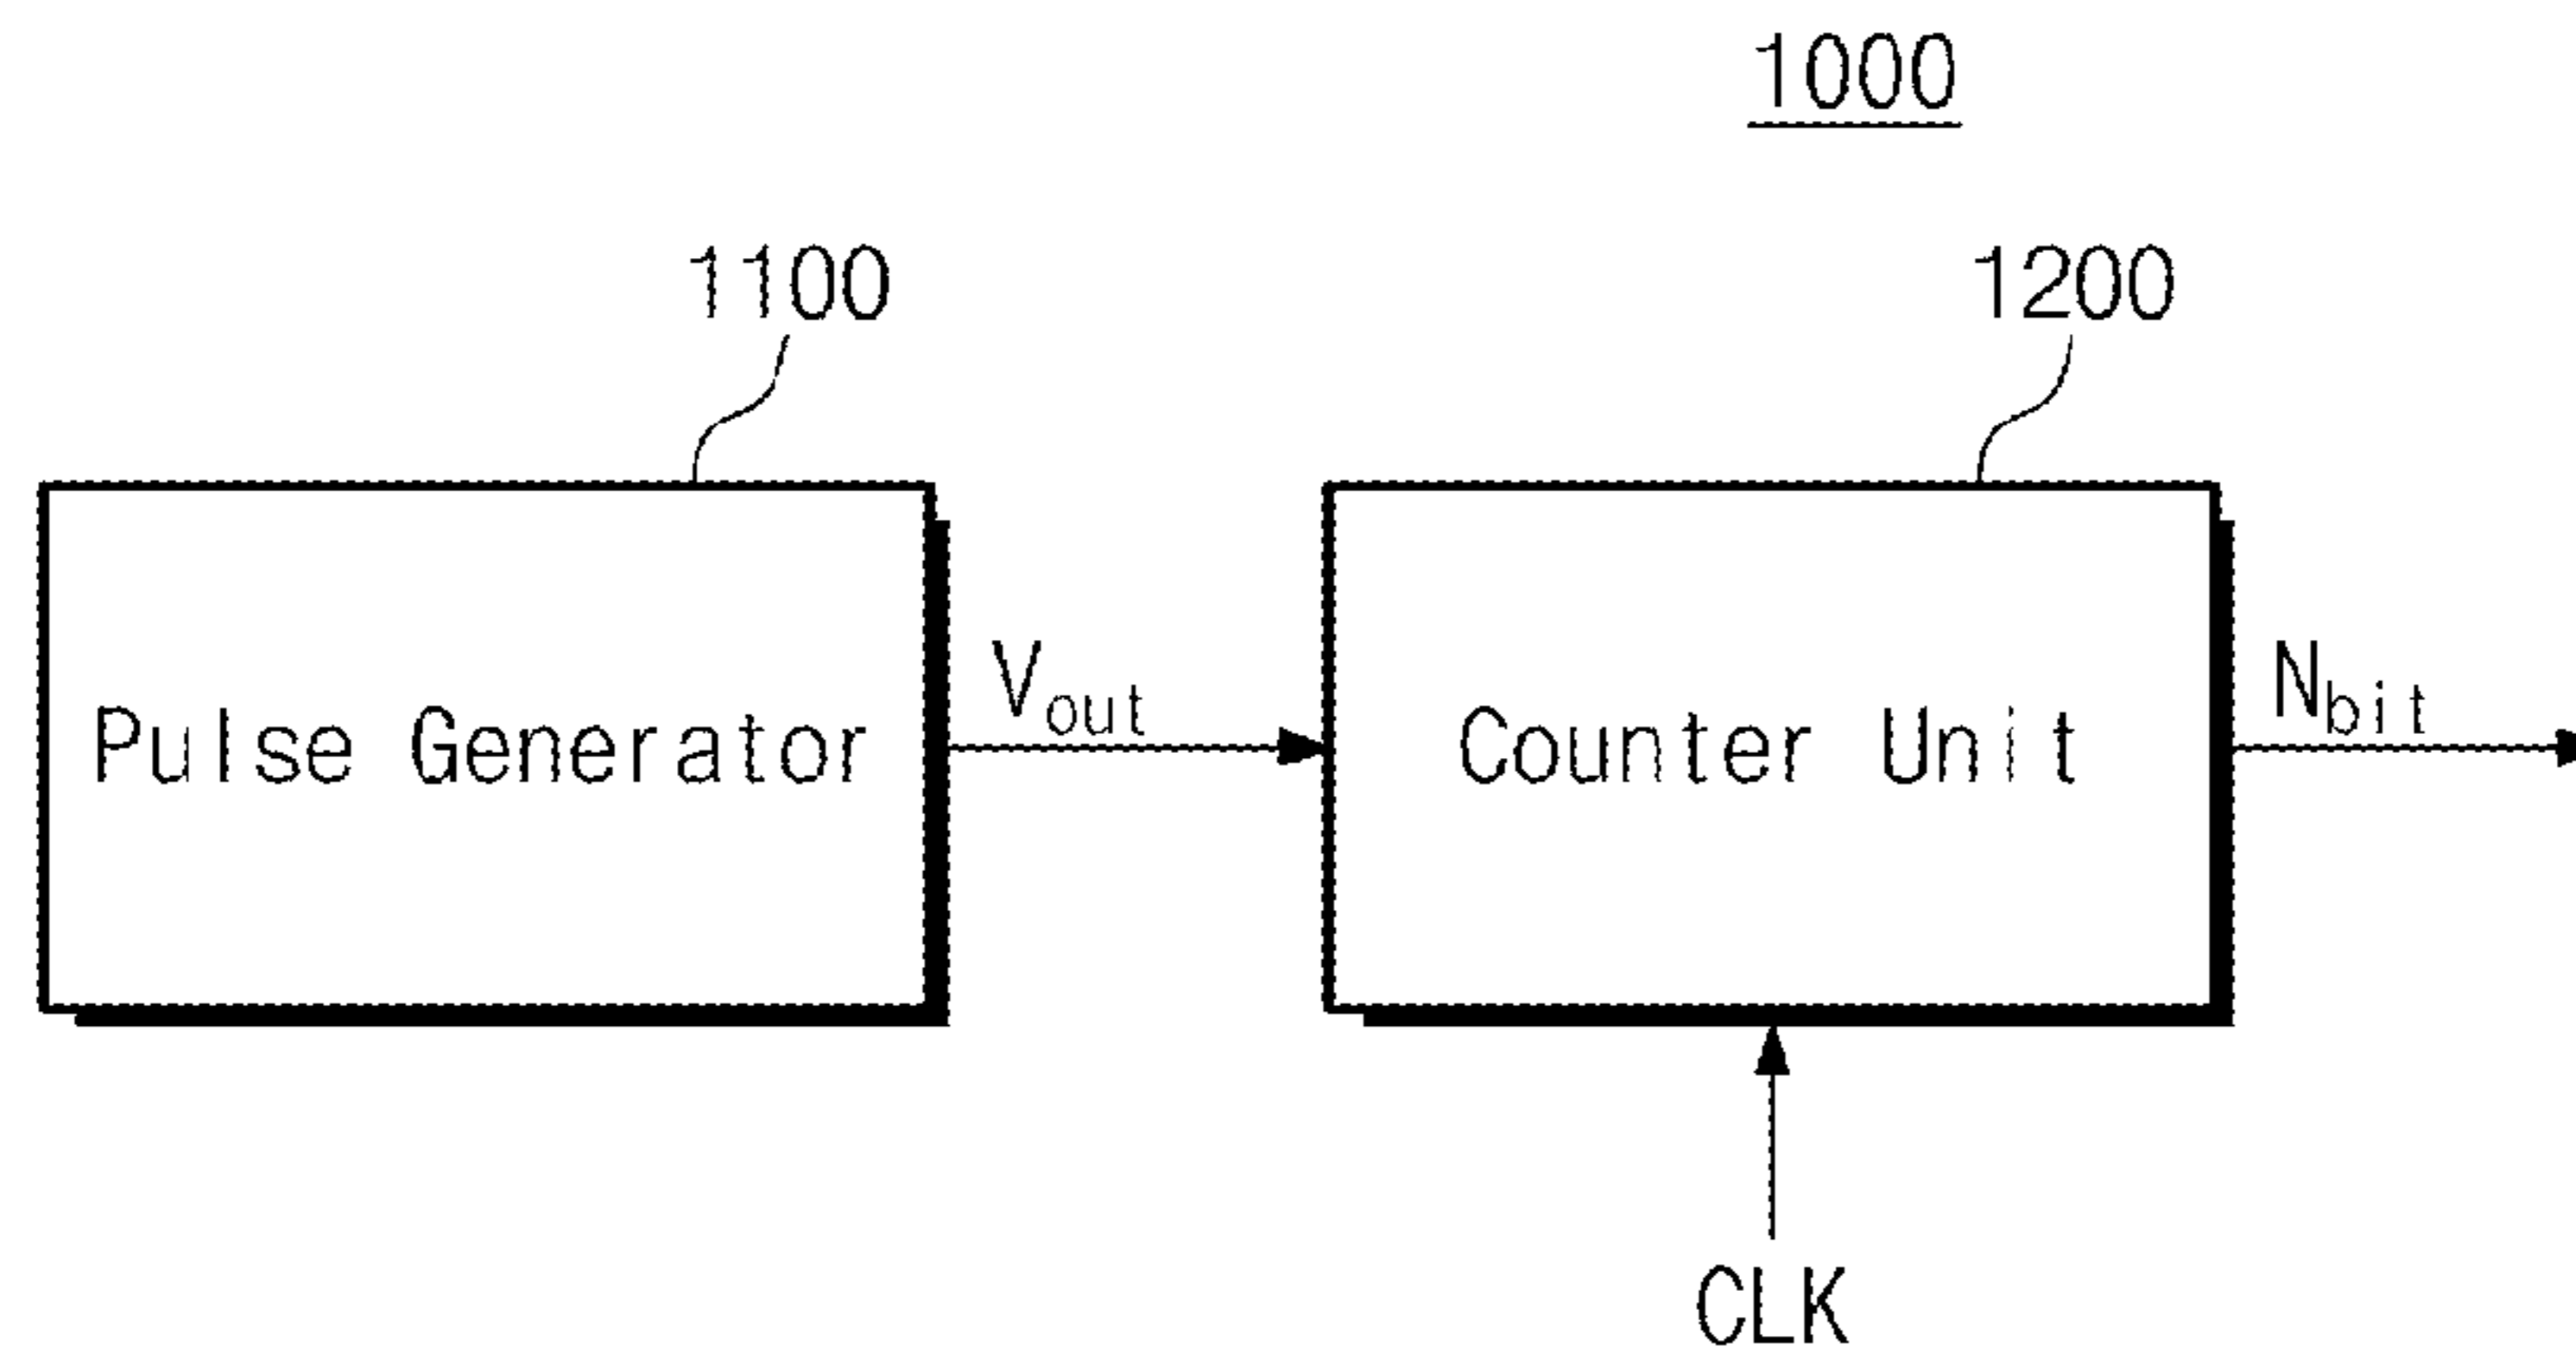 1000
1100
1200
Pulse Generator
Vout
Counter Unit
Nbit
CLK